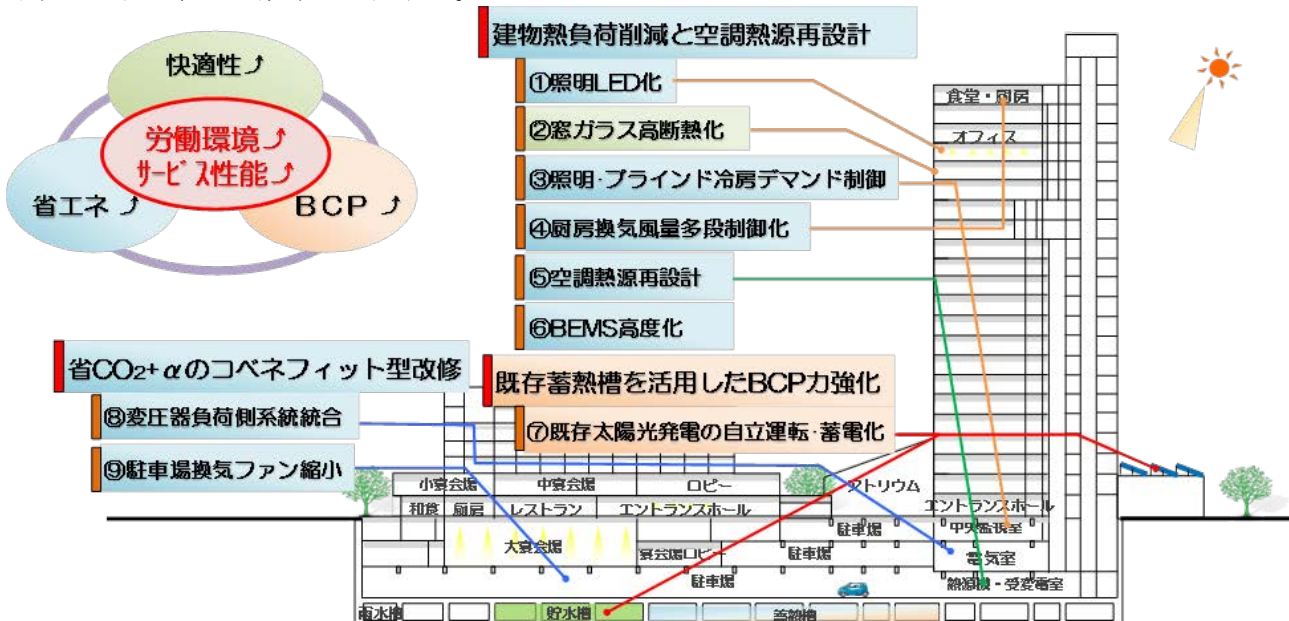 快適性⤴
労働環境⤴
サービス性能⤴
省エネ⤴
BCP⤴
建物熱負荷削減と空調熱源再設計
①照明LED化
②窓ガラス高断熱化
③照明・ブラインド冷房デマンド制御
④厨房換気風量多段制御化
⑤空調熱源再設計
⑥BEMS高度化
省CO₂+αのコベネフィット型改修
⑧変圧器負荷側系統統合
⑨駐車場換気ファン縮小
既存蓄熱槽を活用したBCP力強化
⑦既存太陽光発電の自立運転・蓄電化
食堂・厨房
オフィス
小宴会場
中宴会場
ロビー
アトリウム
和食
厨房
レストラン
エントランスホール
エントランスホール
駐車場
中央監視室
大宴会場
宴会場ロビー
駐車場
電気室
駐車場
熱源機・受変電室
雨水槽
貯水槽
蓄熱槽